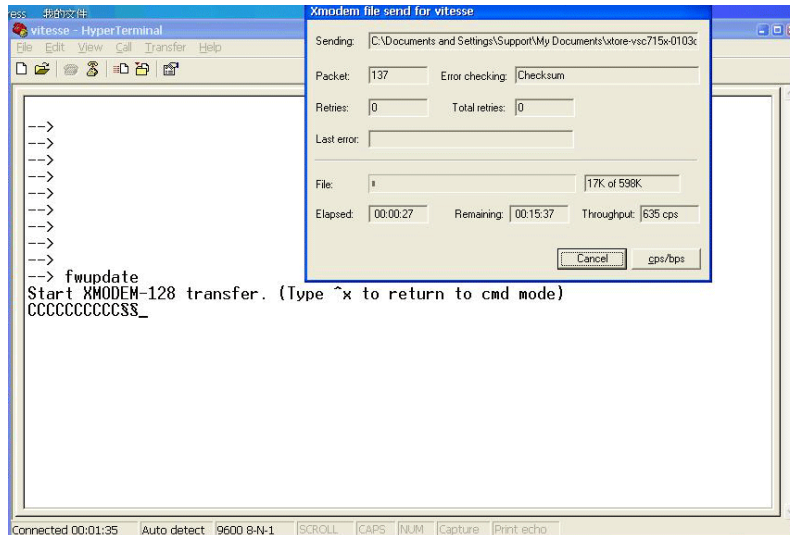 ress 我的文件
vitesse - HyperTerminal
File Edit View Call Transfer Help
-->
-->
-->
-->
-->
-->
-->
-->
-->
--> fwupdate
Start XMODEM-128 transfer. (Type ^x to return to cmd mode)
CCCCCCCCCC§§_
Xmodem file send for vitesse
Sending: C:\Documents and Settings\Support\My Documents\xtore-vsc715x-0103c
Packet: 137 Error checking: Checksum
Retries: 0 Total retries: 0
Last error:
File: 17K of 598K
Elapsed: 00:00:27 Remaining: 00:15:37 Throughput: 635 cps
Cancel cps/bps
Connected 00:01:35 Auto detect 9600 8-N-1 SCROLL CAPS NUM Capture Print echo